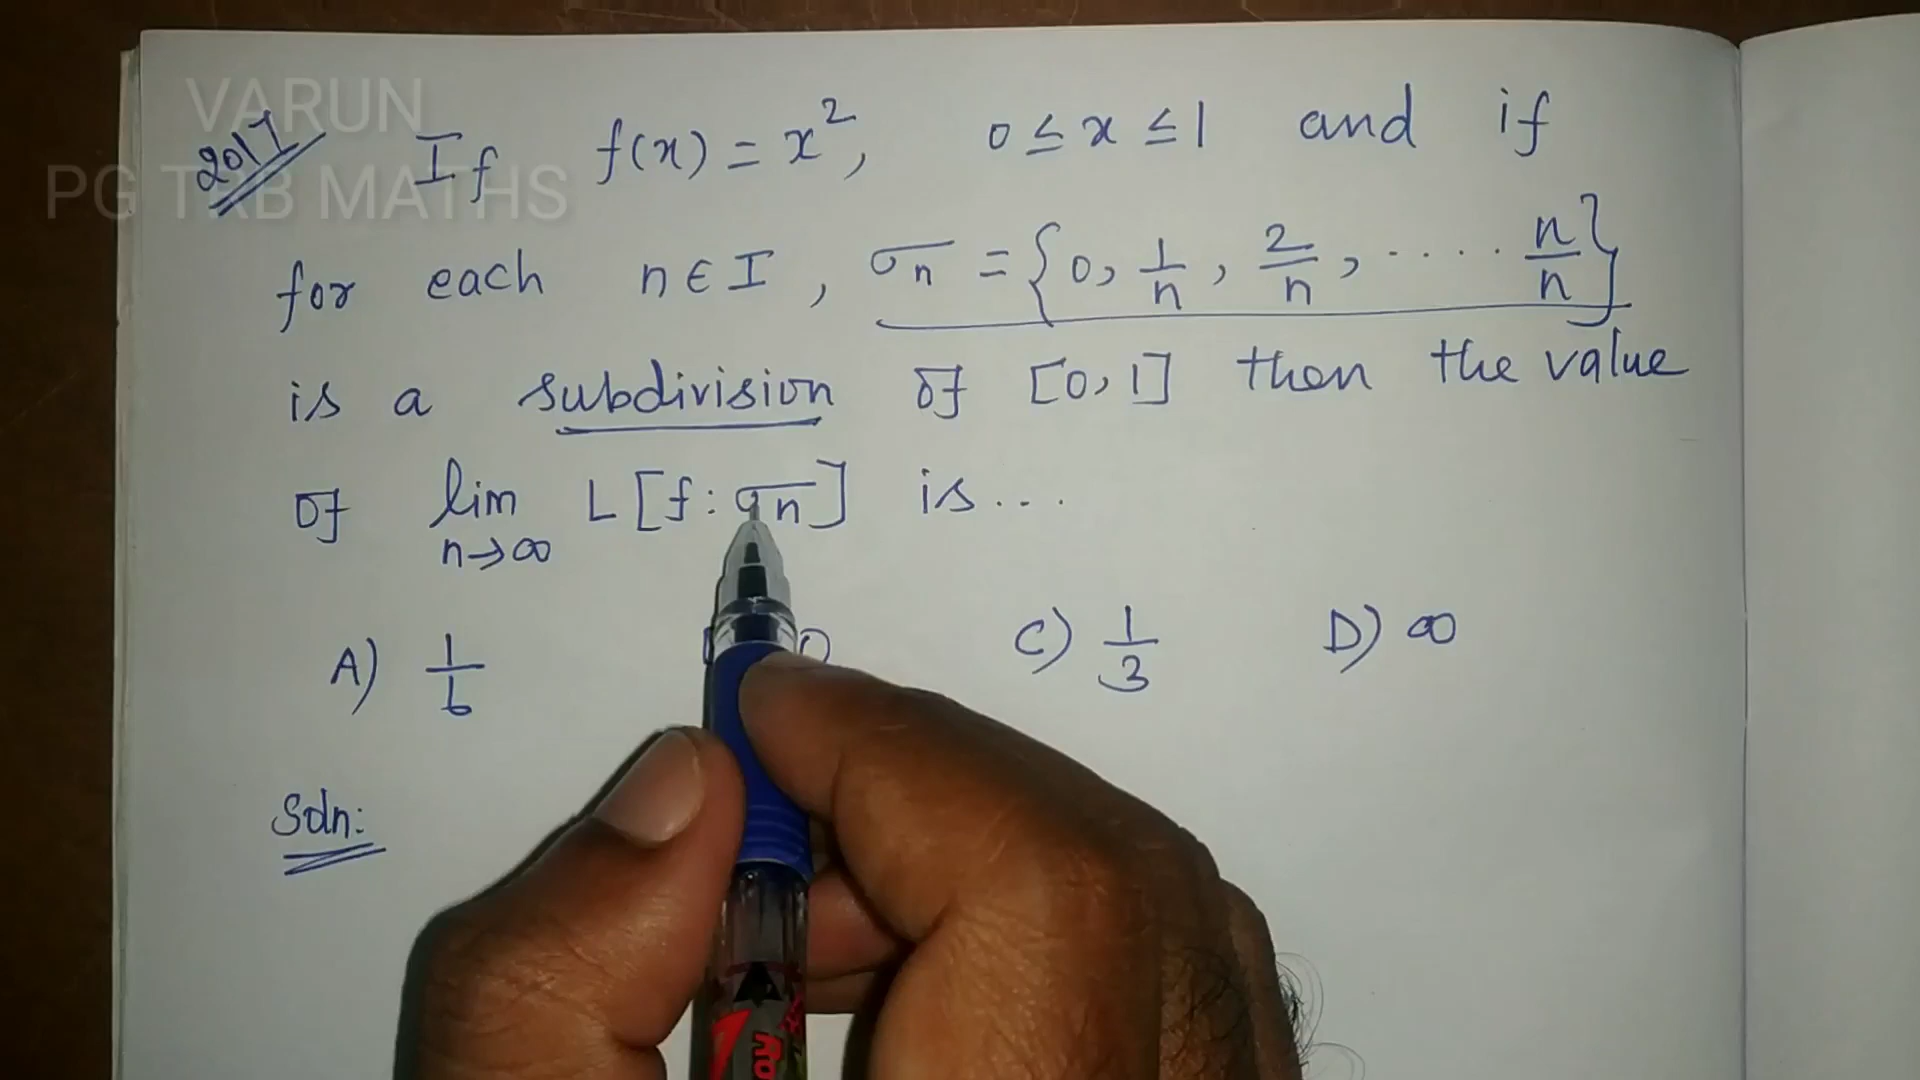 VARUN
PG TRB MATHS
2017 If f(x) = x², 0 ≤ x ≤ 1 and if
for each n ∈ I, σn = {0, 1/n, 2/n, ..... n/n}
is a subdivision of [0, 1] then the value
of lim n→∞ L[f : σn] is...
A) 1/6 C) 1/3 D) ∞
Soln: